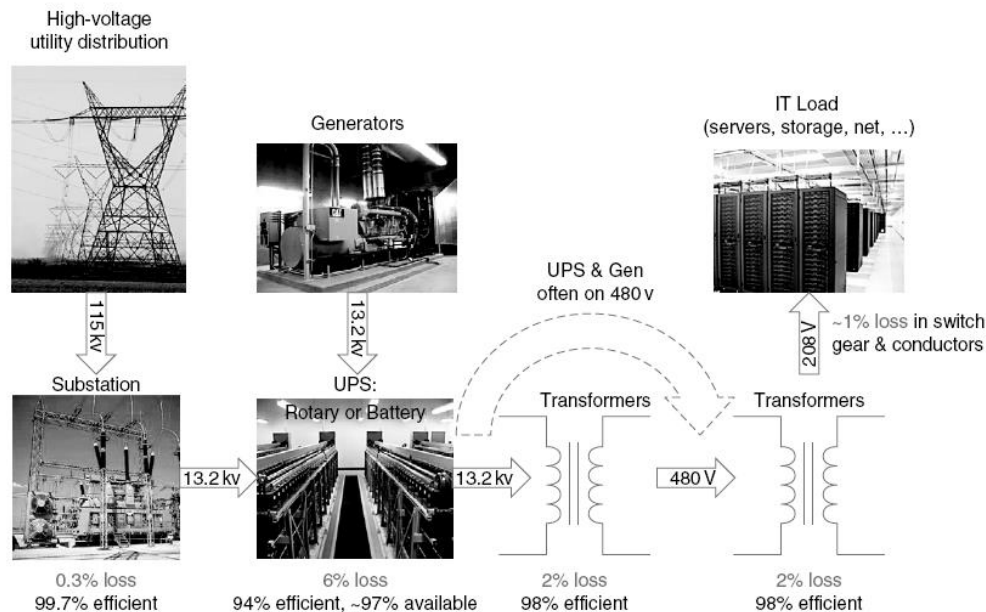 High-voltage
utility distribution
Generators
IT Load
(servers, storage, net, …)
UPS & Gen
often on 480 v
115 kv
13.2 kv
208V
~1% loss in switch
gear & conductors
Substation
UPS:
Rotary or Battery
Transformers
Transformers
13.2 kv
13.2 kv
480 V
0.3% loss
99.7% efficient
6% loss
94% efficient, ~97% available
2% loss
98% efficient
2% loss
98% efficient